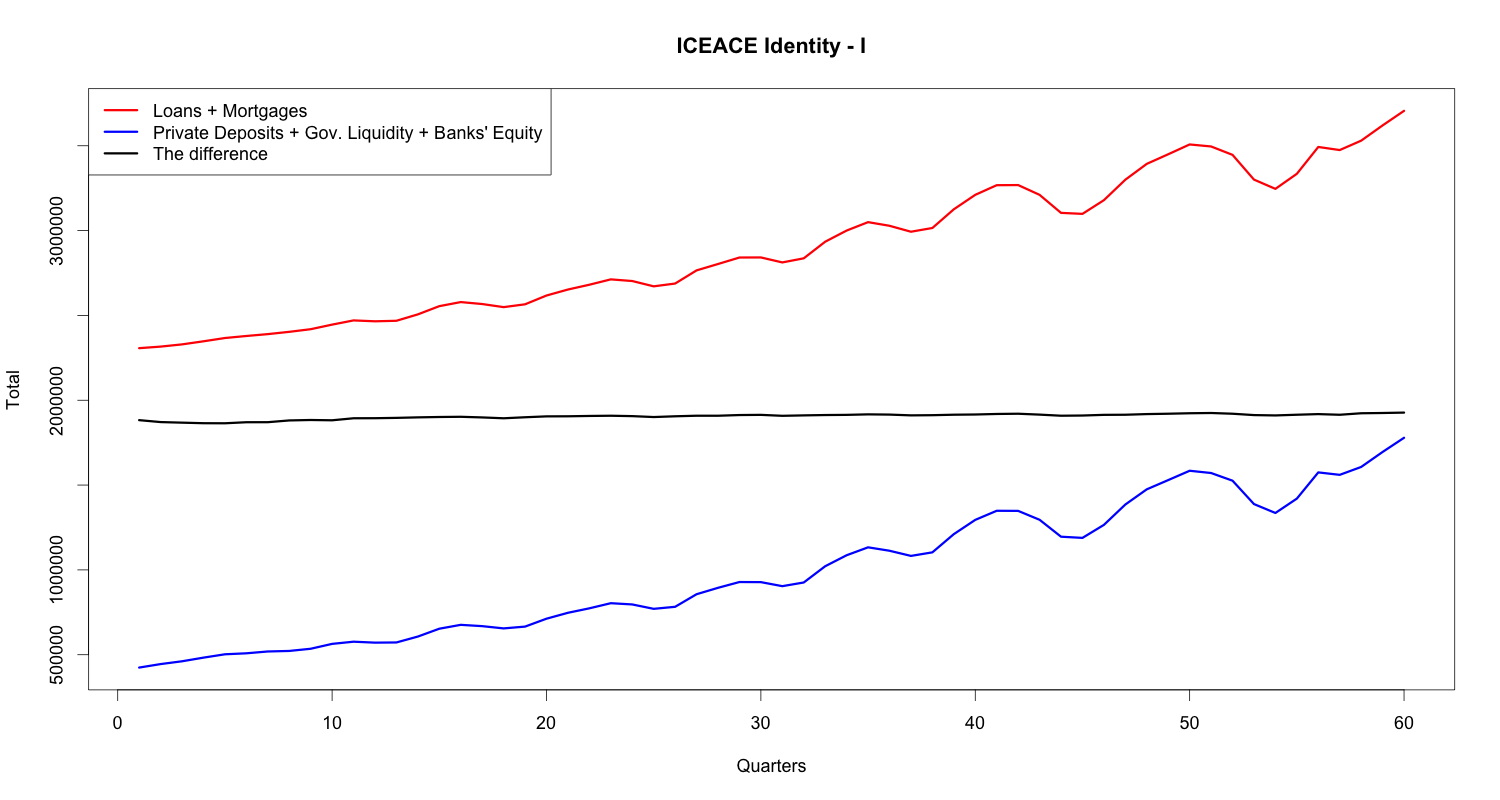 ICEACE Identity - I
Loans + Mortgages
Private Deposits + Gov. Liquidity + Banks' Equity
The difference
Total
3000000
2000000
1000000
500000
0 10 20 30 40 50 60
Quarters